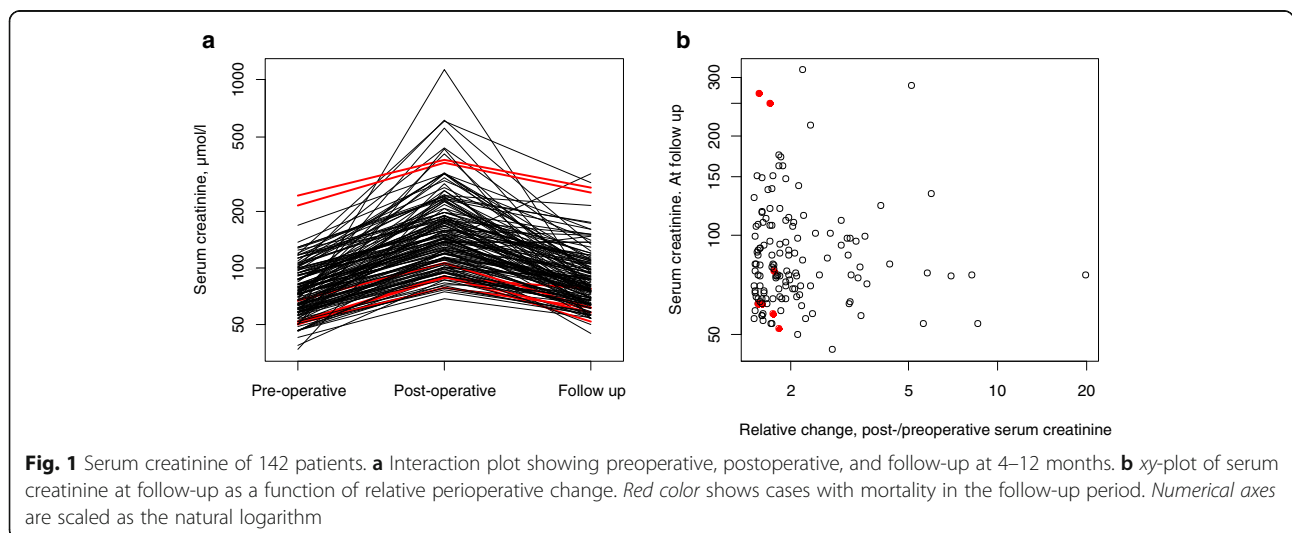 a
Serum creatinine, µmol/l
1000
500
200
100
50
Pre-operative Post-operative Follow up
b
Serum creatinine. At follow up
300
200
150
100
50
2 5 10 20
Relative change, post-/preoperative serum creatinine
Fig. 1 Serum creatinine of 142 patients. a Interaction plot showing preoperative, postoperative, and follow-up at 4–12 months. b xy-plot of serum
creatinine at follow-up as a function of relative perioperative change. Red color shows cases with mortality in the follow-up period. Numerical axes
are scaled as the natural logarithm